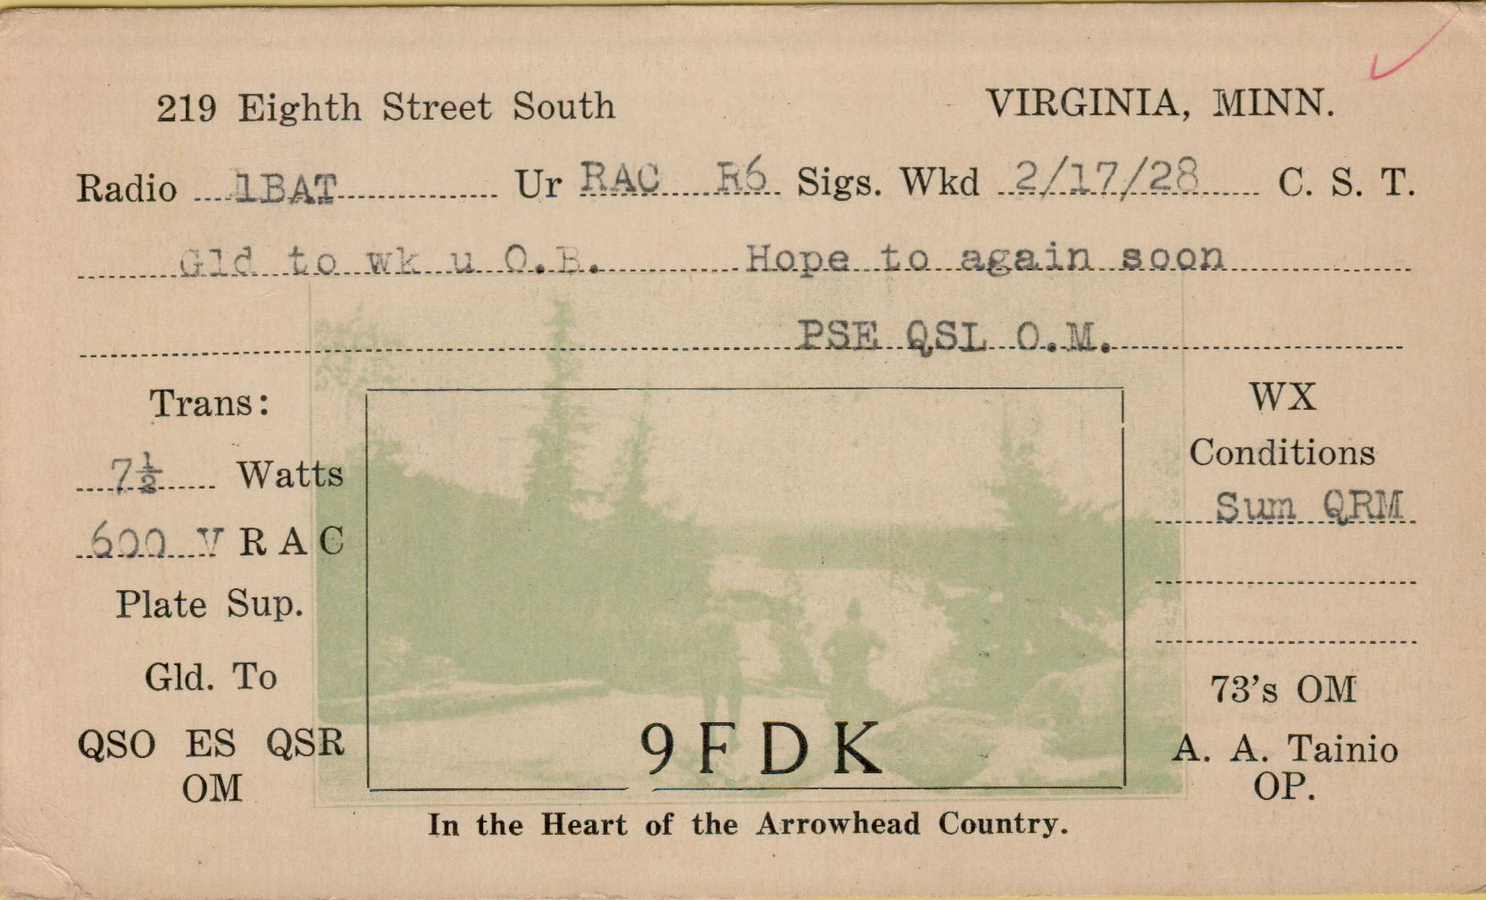 219 Eighth Street South VIRGINIA, MINN.
Radio 1BAT Ur RAC R6 Sigs. Wkd 2/17/28 C. S. T.
Gld to wk u O.B. Hope to again soon
PSE QSL O.M.
Trans:
7½ Watts
600 V R A C
Plate Sup.
Gld. To
QSO ES QSR
OM
WX
Conditions
Sum QRM
73's OM
A. A. Tainio
OP.
9FDK
In the Heart of the Arrowhead Country.